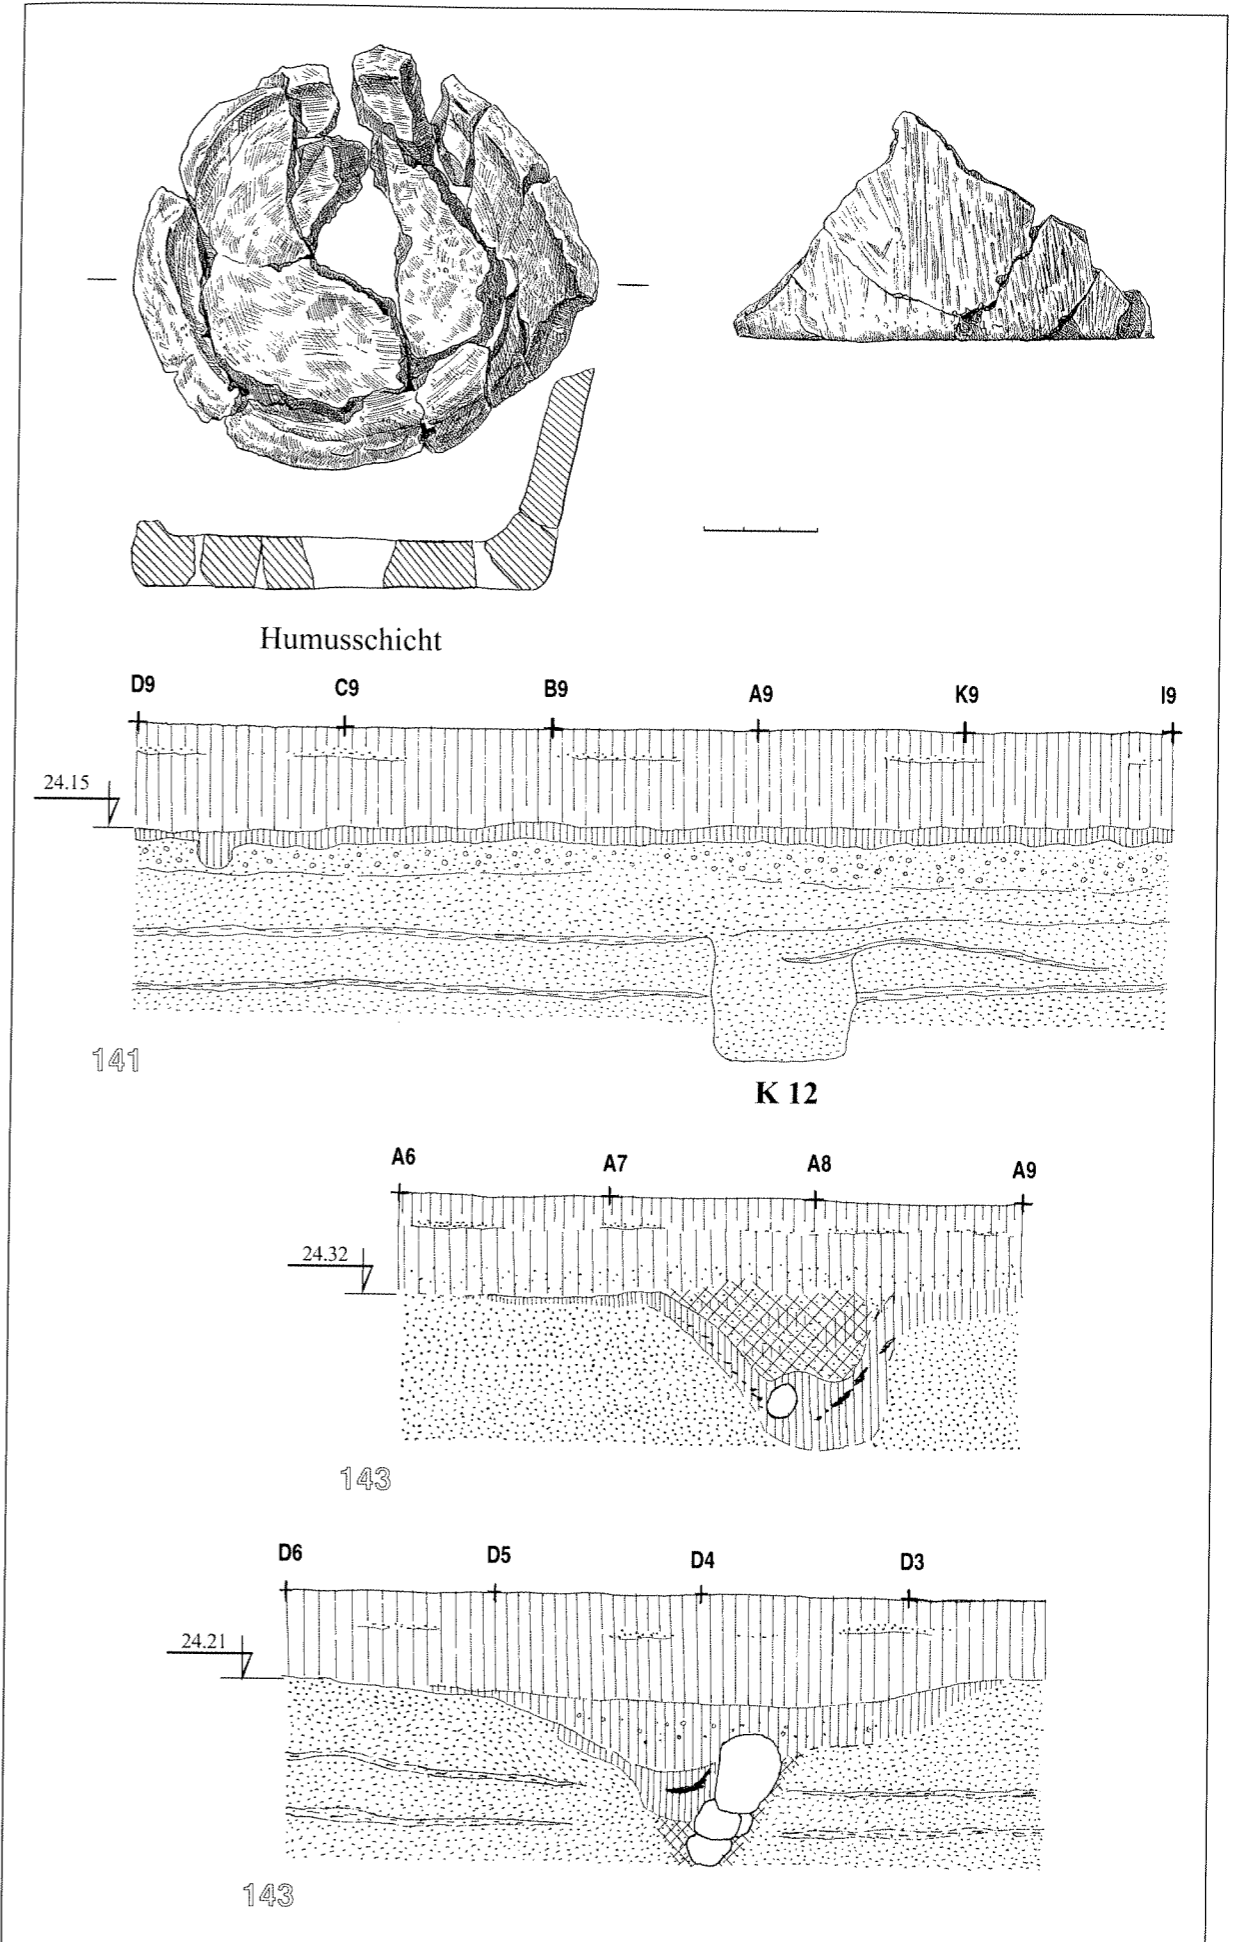 Humusschicht
D9 C9 B9 A9 K9 I9
24.15
141
K 12
A6 A7 A8 A9
24.32
143
D6 D5 D4 D3
24.21
143